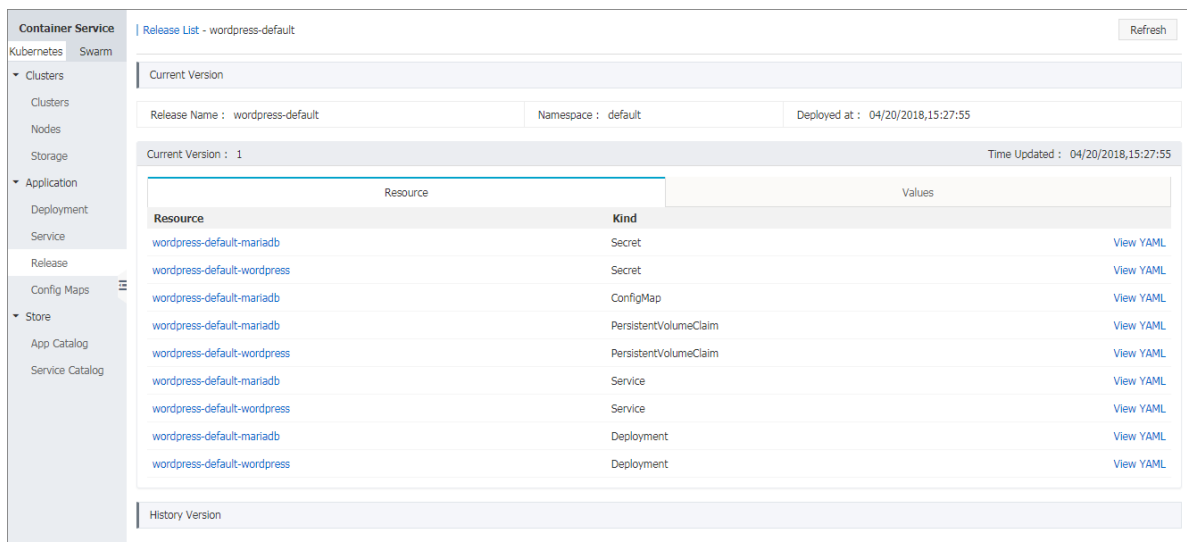 Container Service
Kubernetes Swarm
Clusters
Clusters
Nodes
Storage
Application
Deployment
Service
Release
Config Maps
Store
App Catalog
Service Catalog
Release List - wordpress-default
Refresh
Current Version
Release Name : wordpress-default Namespace : default Deployed at : 04/20/2018,15:27:55
Current Version : 1 Time Updated : 04/20/2018,15:27:55
Resource Values
Resource Kind
wordpress-default-mariadb Secret View YAML
wordpress-default-wordpress Secret View YAML
wordpress-default-mariadb ConfigMap View YAML
wordpress-default-mariadb PersistentVolumeClaim View YAML
wordpress-default-wordpress PersistentVolumeClaim View YAML
wordpress-default-mariadb Service View YAML
wordpress-default-wordpress Service View YAML
wordpress-default-mariadb Deployment View YAML
wordpress-default-wordpress Deployment View YAML
History Version